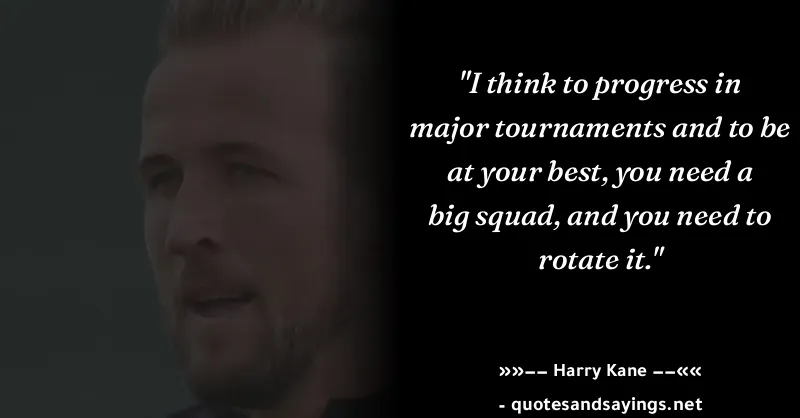 "I think to progress in
major tournaments and to be
at your best, you need a
big squad, and you need to
rotate it."
»»–– Harry Kane ––««
- quotesandsayings.net